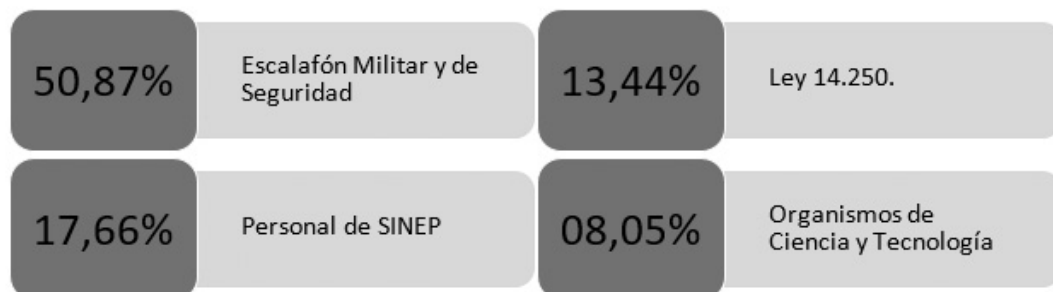 50,87%
Escalafón Militar y de
Seguridad
13,44%
Ley 14.250.
17,66%
Personal de SINEP
08,05%
Organismos de
Ciencia y Tecnología